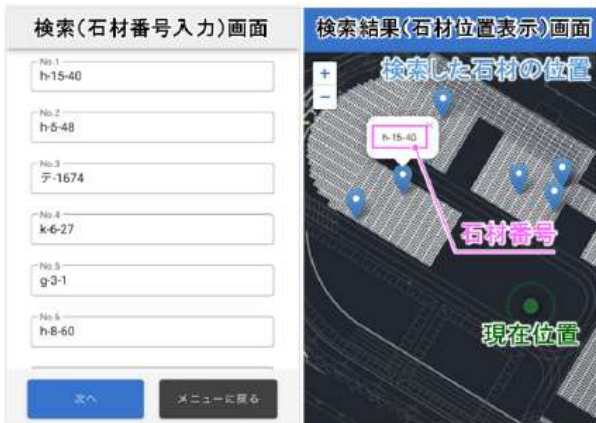 検索(石材番号入力)画面
No.1
h-15-40
No.2
h-5-48
No.3
テ-1674
No.4
k-6-27
No.5
g-3-1
No.6
h-8-60
次へ
メニューに戻る
検索結果(石材位置表示)画面
+
−
検索した石材の位置
h-15-40
×
石材番号
現在位置